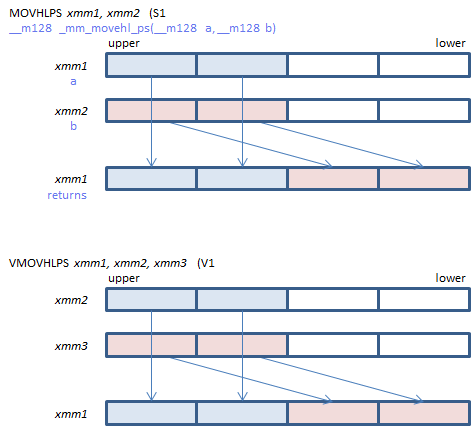 MOVHLPS xmm1, xmm2 (S1
__m128 _mm_movehl_ps(__m128 a, __m128 b)
upper lower
xmm1
a
xmm2
b
xmm1
returns
VMOVHLPS xmm1, xmm2, xmm3 (V1
upper lower
xmm2
xmm3
xmm1